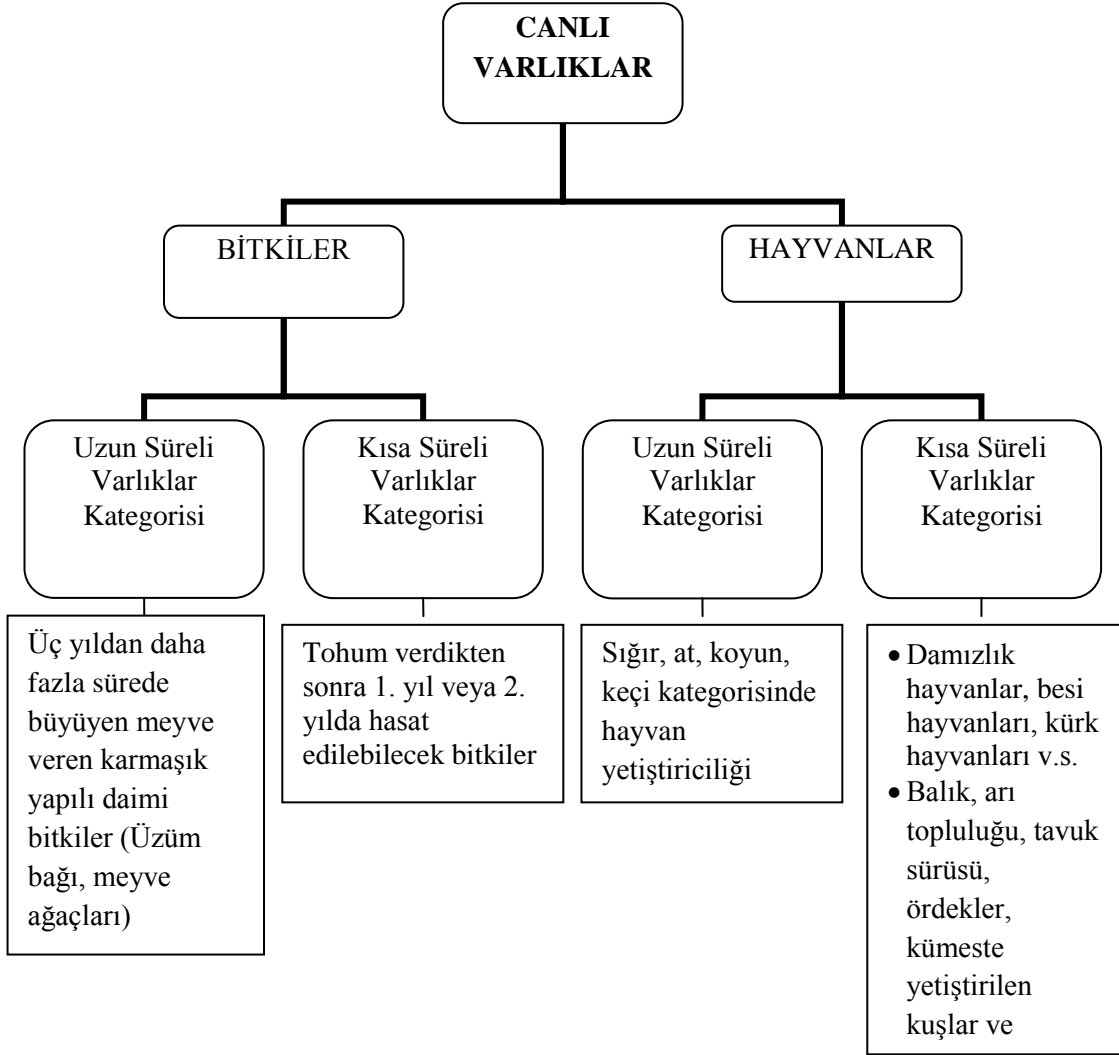 CANLI
VARLIKLAR
BİTKİLER
HAYVANLAR
Uzun Süreli
Varlıklar
Kategorisi
Kısa Süreli
Varlıklar
Kategorisi
Uzun Süreli
Varlıklar
Kategorisi
Kısa Süreli
Varlıklar
Kategorisi
Üç yıldan daha
fazla sürede
büyüyen meyve
veren karmaşık
yapılı daimi
bitkiler (Üzüm
bağı, meyve
ağaçları)
Tohum verdikten
sonra 1. yıl veya 2.
yılda hasat
edilebilecek bitkiler
Sığır, at, koyun,
keçi kategorisinde
hayvan
yetiştiriciliği
• Damızlık
hayvanlar, besi
hayvanları, kürk
hayvanları v.s.
• Balık, arı
topluluğu, tavuk
sürüsü,
ördekler,
kümeste
yetiştirilen
kuşlar ve